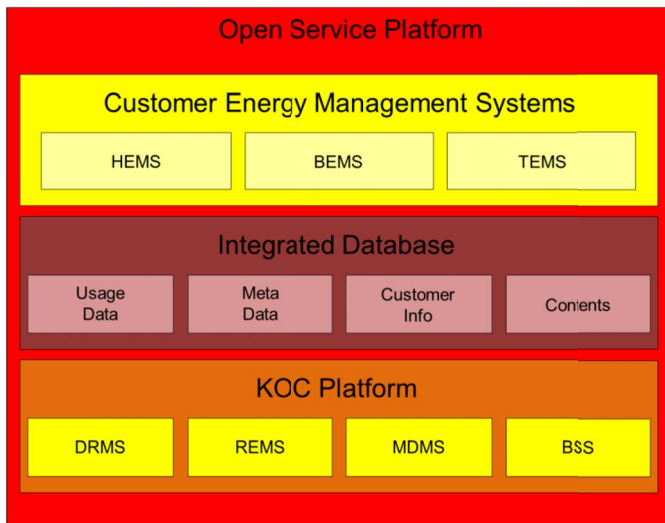 Open Service Platform
Customer Energy Management Systems
HEMS
BEMS
TEMS
Integrated Database
Usage
Data
Meta
Data
Customer
Info
Contents
KOC Platform
DRMS
REMS
MDMS
BSS